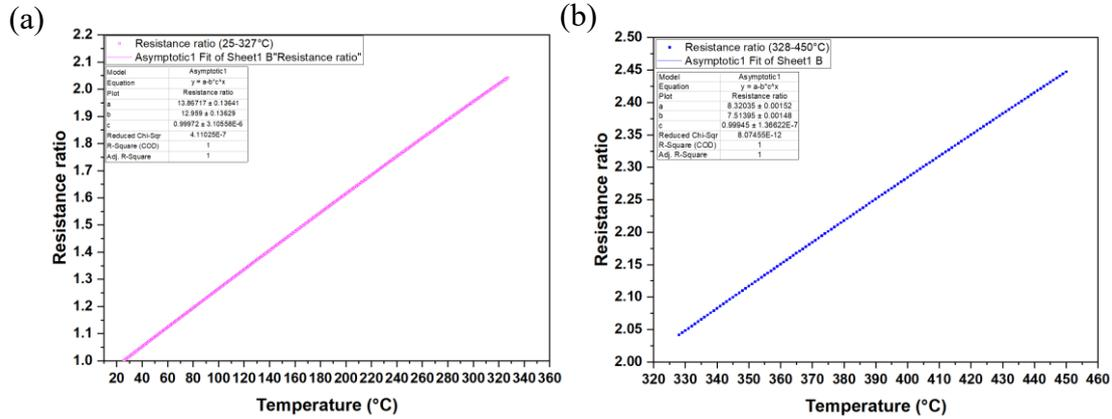 (a)
2.2
2.1
2.0
1.9
1.8
1.7
1.6
1.5
1.4
1.3
1.2
1.1
1.0
Resistance ratio
Resistance ratio (25-327°C)
Asymptotic1 Fit of Sheet1 B"Resistance ratio"
Model Asymptotic1
Equation y = a-b*c^x
Plot Resistance ratio
a 13.86717 ± 0.13641
b 12.959 ± 0.13629
c 0.99972 ± 3.10558E-6
Reduced Chi-Sqr 4.11025E-7
R-Square (COD) 1
Adj. R-Square 1
20 40 60 80 100 120 140 160 180 200 220 240 260 280 300 320 340 360
Temperature (°C)
(b)
2.50
2.45
2.40
2.35
2.30
2.25
2.20
2.15
2.10
2.05
2.00
Resistance ratio
Resistance ratio (328-450°C)
Asymptotic1 Fit of Sheet1 B
Model Asymptotic1
Equation y = a-b*c^x
Plot Resistance ratio
a 8.32035 ± 0.00152
b 7.51395 ± 0.00148
c 0.99945 ± 1.36622E-7
Reduced Chi-Sqr 8.07455E-12
R-Square (COD) 1
Adj. R-Square 1
320 330 340 350 360 370 380 390 400 410 420 430 440 450 460
Temperature (°C)